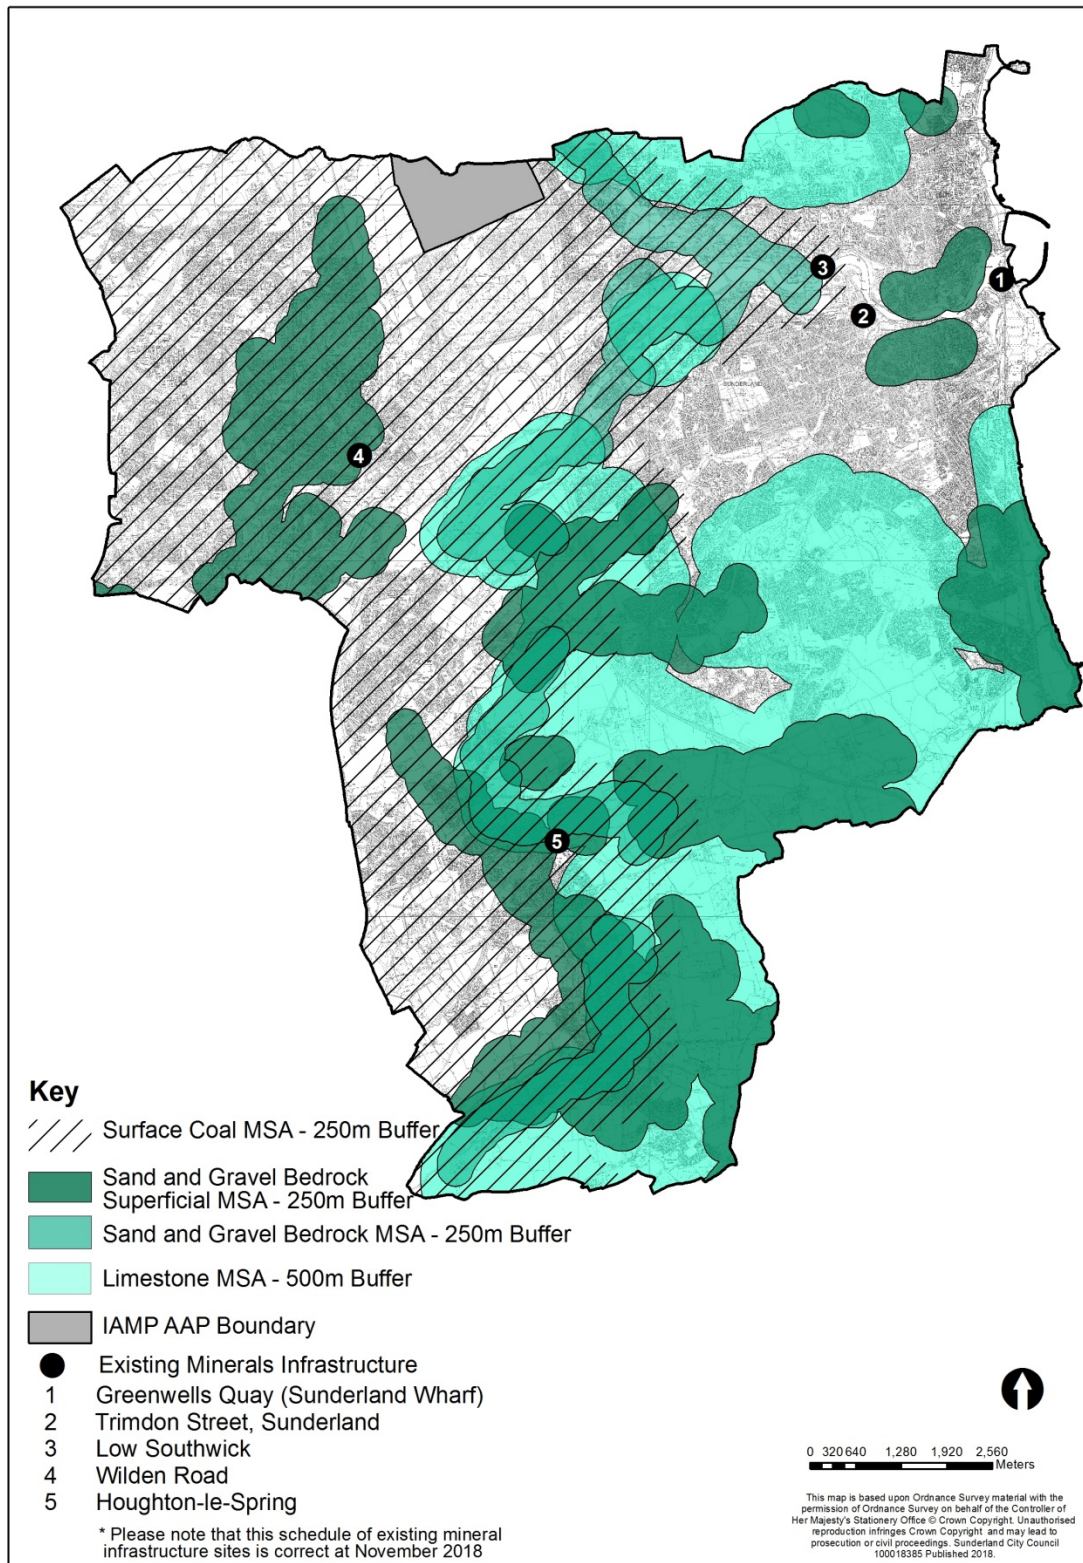 3
1
2
SUNDERLAND
4
5
Key
Surface Coal MSA - 250m Buffer
Sand and Gravel Bedrock
Superficial MSA - 250m Buffer
Sand and Gravel Bedrock MSA - 250m Buffer
Limestone MSA - 500m Buffer
IAMP AAP Boundary
Existing Minerals Infrastructure
1 Greenwells Quay (Sunderland Wharf)
2 Trimdon Street, Sunderland
3 Low Southwick
4 Wilden Road
5 Houghton-le-Spring
* Please note that this schedule of existing mineral
infrastructure sites is correct at November 2018
0 320 640 1,280 1,920 2,560
Meters
This map is based upon Ordnance Survey material with the
permission of Ordnance Survey on behalf of the Controller of
Her Majesty's Stationery Office © Crown Copyright. Unauthorised
reproduction infringes Crown Copyright and may lead to
prosecution or civil proceedings. Sunderland City Council
100018385 Published 2018.